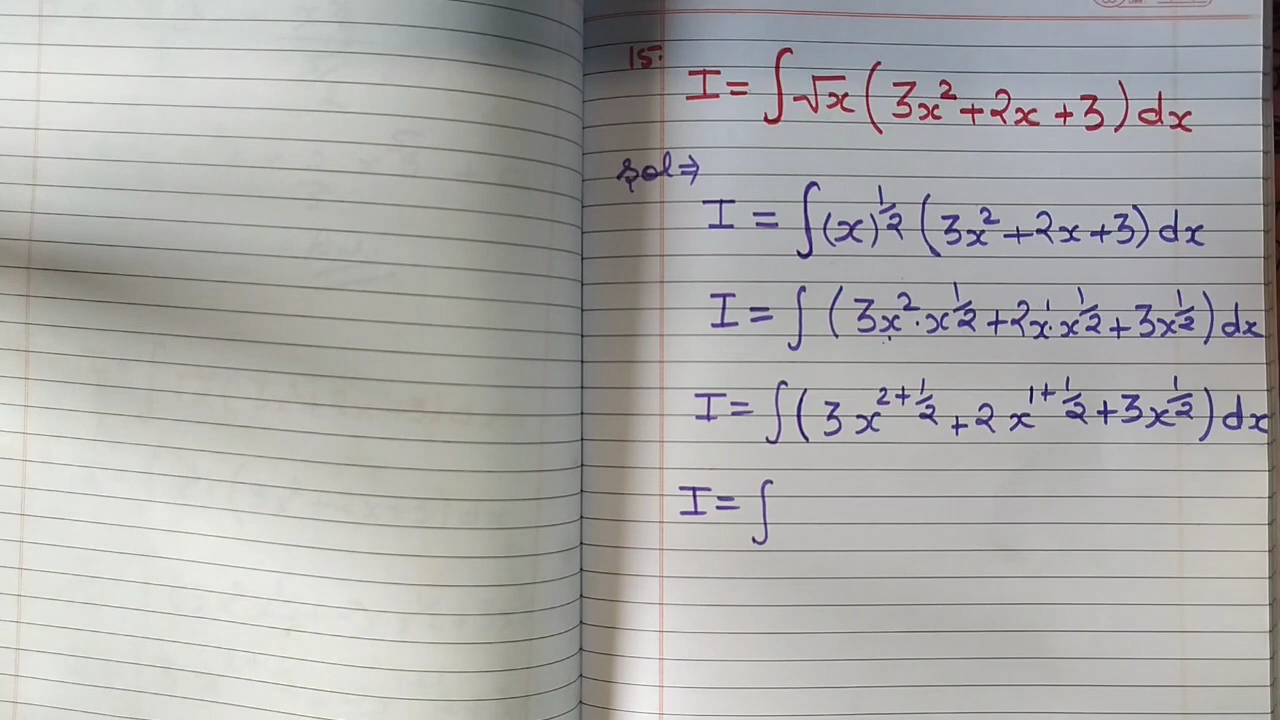 15.
I = ∫√x (3x² + 2x + 3) dx
Sol ⇒
I = ∫(x)^{1/2} (3x² + 2x + 3) dx
I = ∫ (3x² · x^{1/2} + 2x¹ · x^{1/2} + 3x^{1/2}) dx
I = ∫ (3x^{2+1/2} + 2x^{1+1/2} + 3x^{1/2}) dx
I = ∫